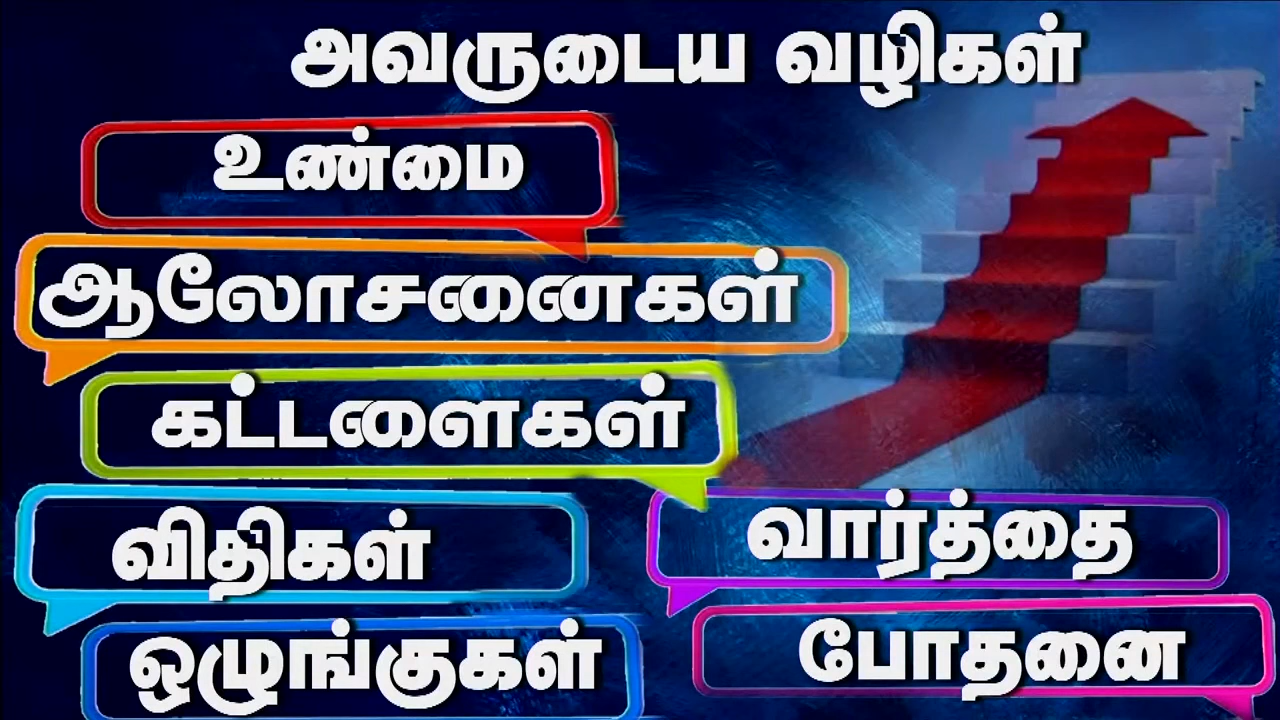 அவருடைய வழிகள்
உண்மை
ஆலோசனைகள்
கட்டளைகள்
விதிகள்
ஒழுங்குகள்
வார்த்தை
போதனை